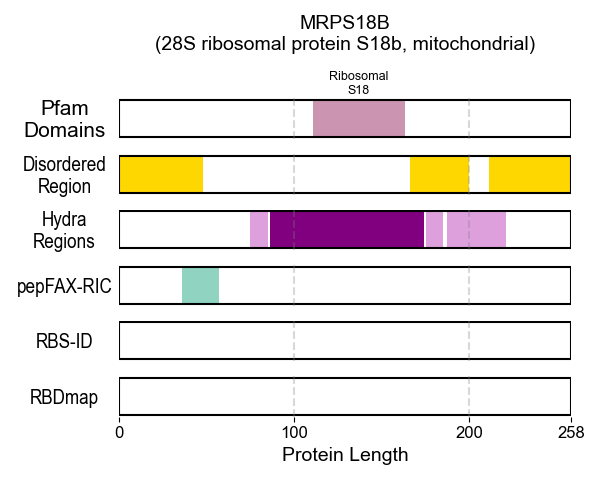 MRPS18B
(28S ribosomal protein S18b, mitochondrial)
Ribosomal
S18
Pfam
Domains
Disordered
Region
Hydra
Regions
pepFAX-RIC
RBS-ID
RBDmap
0 100 200 258
Protein Length